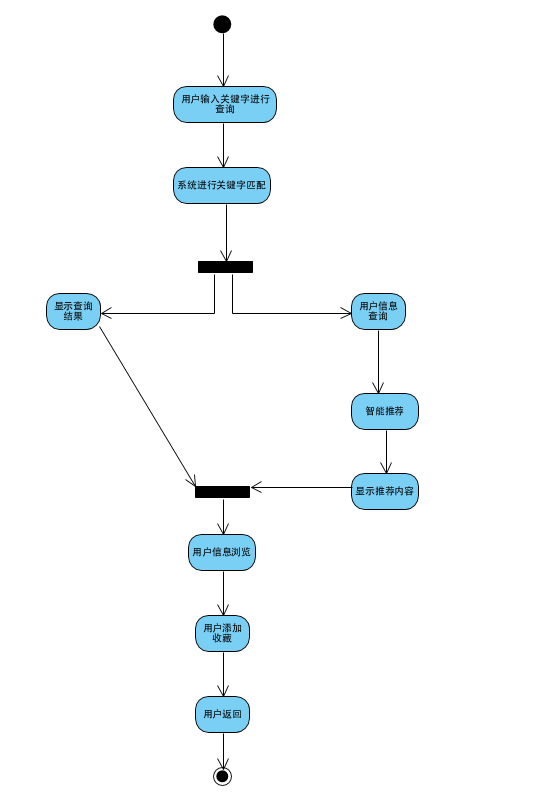 用户输入关键字进行
查询
系统进行关键字匹配
显示查询
结果
用户信息
查询
智能推荐
显示推荐内容
用户信息浏览
用户添加
收藏
用户返回